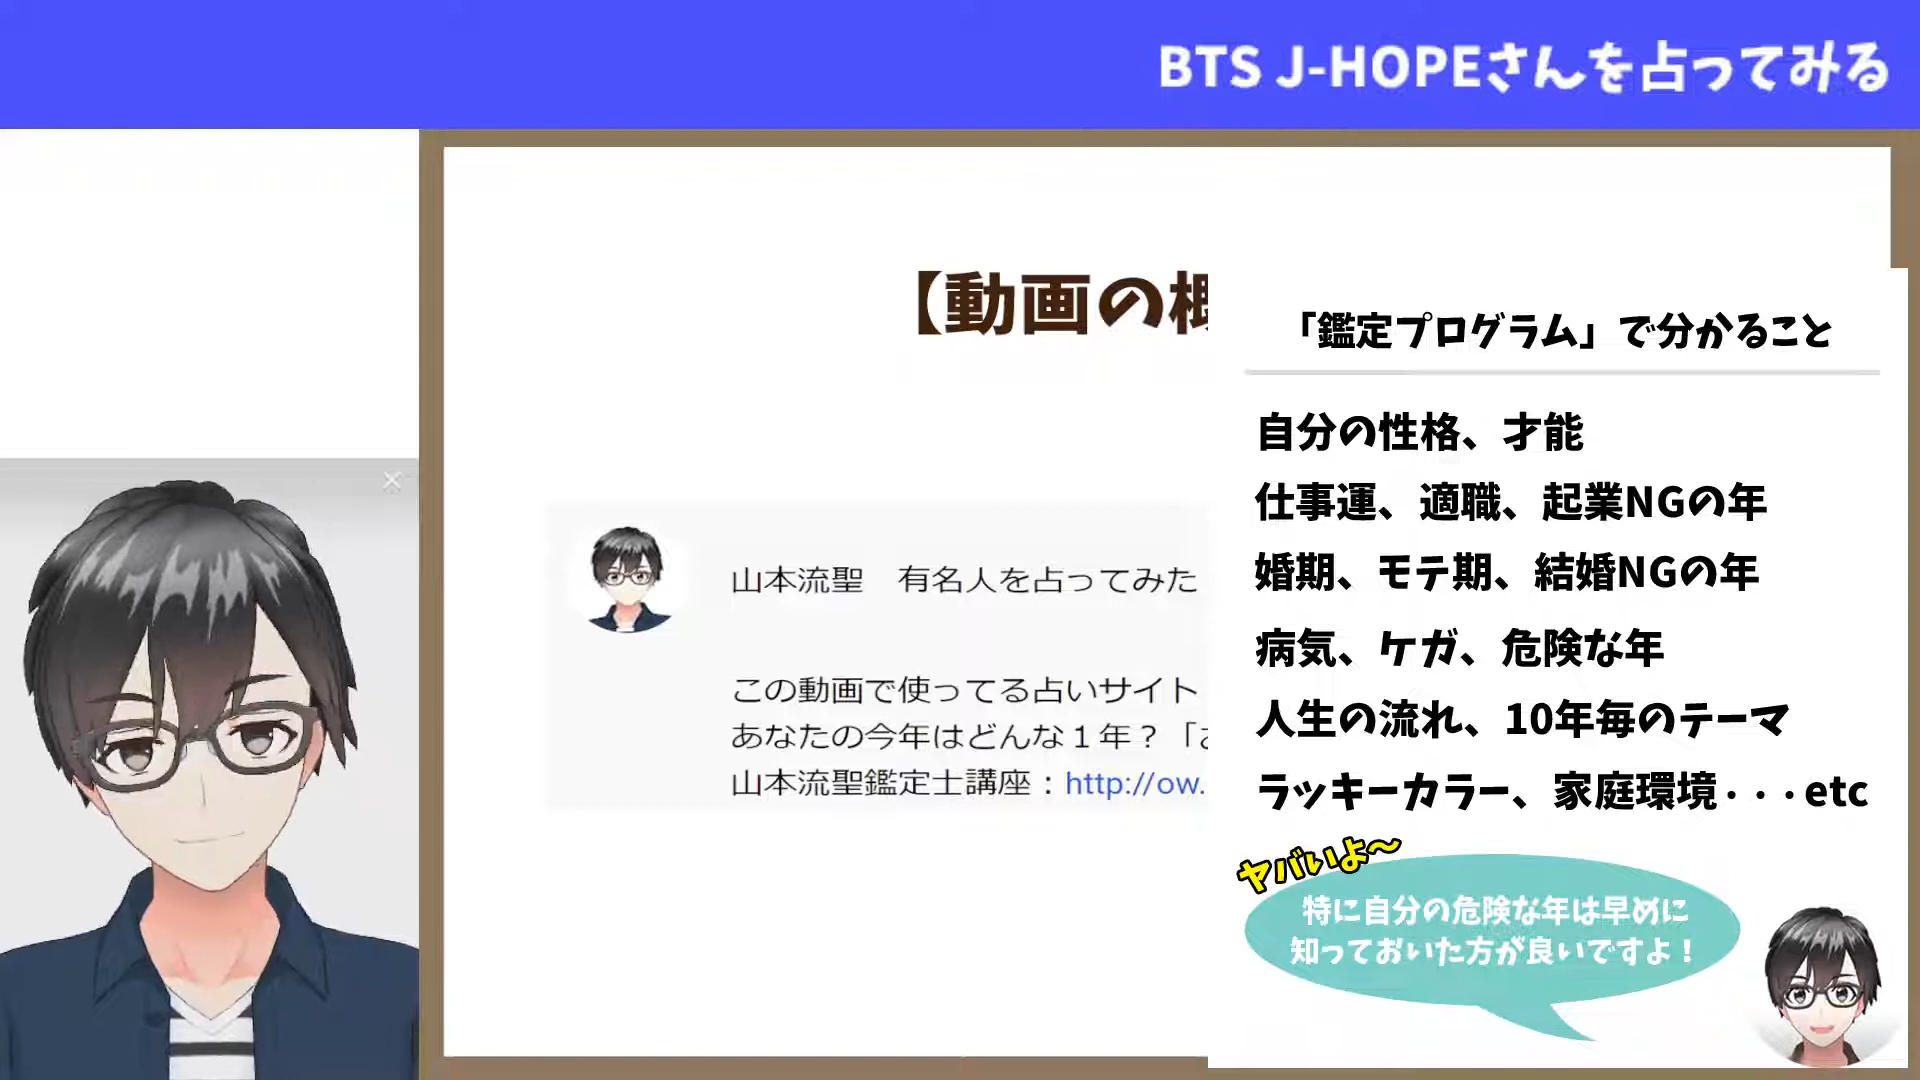 BTS J-HOPEさんを占ってみる
【動画の
山本流聖　有名人を占ってみた
この動画で使ってる占いサイト
あなたの今年はどんな１年？「
山本流聖鑑定士講座：http://ow.
「鑑定プログラム」で分かること
自分の性格、才能
仕事運、適職、起業NGの年
婚期、モテ期、結婚NGの年
病気、ケガ、危険な年
人生の流れ、10年毎のテーマ
ラッキーカラー、家庭環境・・・etc
ヤバいよ〜
特に自分の危険な年は早めに
知っておいた方が良いですよ！